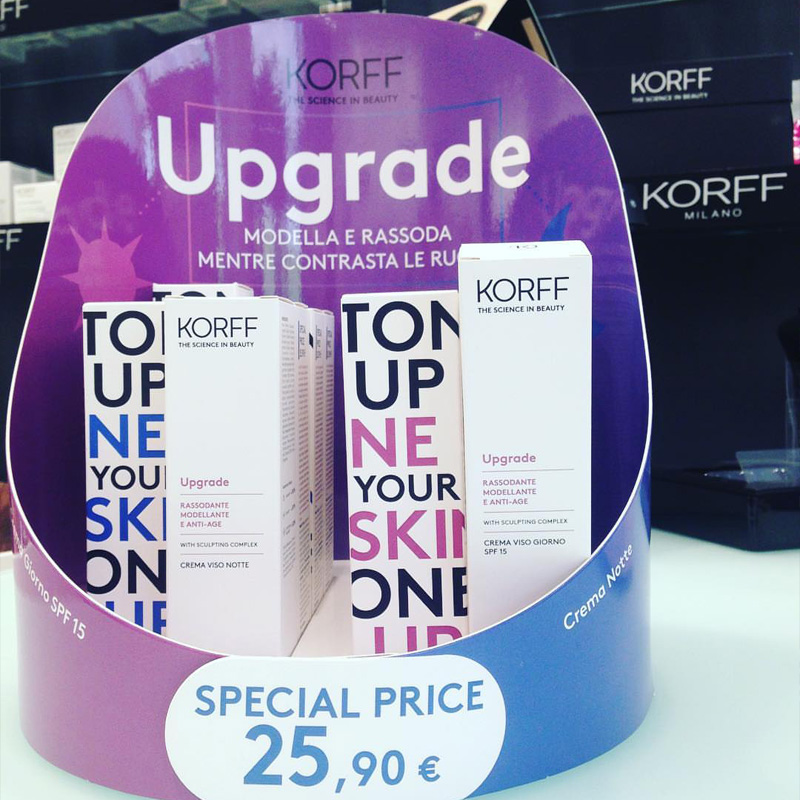 KORFF
THE SCIENCE IN BEAUTY
Upgrade
MODELLA E RASSODA
MENTRE CONTRASTA LE
KORFF
THE SCIENCE IN BEAUTY
KORFF
MILANO
TON
UP
NE
YOUR
SKI
ON
UP
KORFF
THE SCIENCE IN BEAUTY
Upgrade
RASSODANTE
MODELLANTE
E ANTI-AGE
WITH SCULPTING COMPLEX
CREMA VISO NOTTE
TON
UP
NE
YOUR
SKIN
ONE
UP
KORFF
THE SCIENCE IN BEAUTY
Upgrade
RASSODANTE
MODELLANTE
E ANTI-AGE
WITH SCULPTING COMPLEX
CREMA VISO GIORNO
SPF 15
Giorno SPF 15
Crema Notte
SPECIAL PRICE
25,90 €